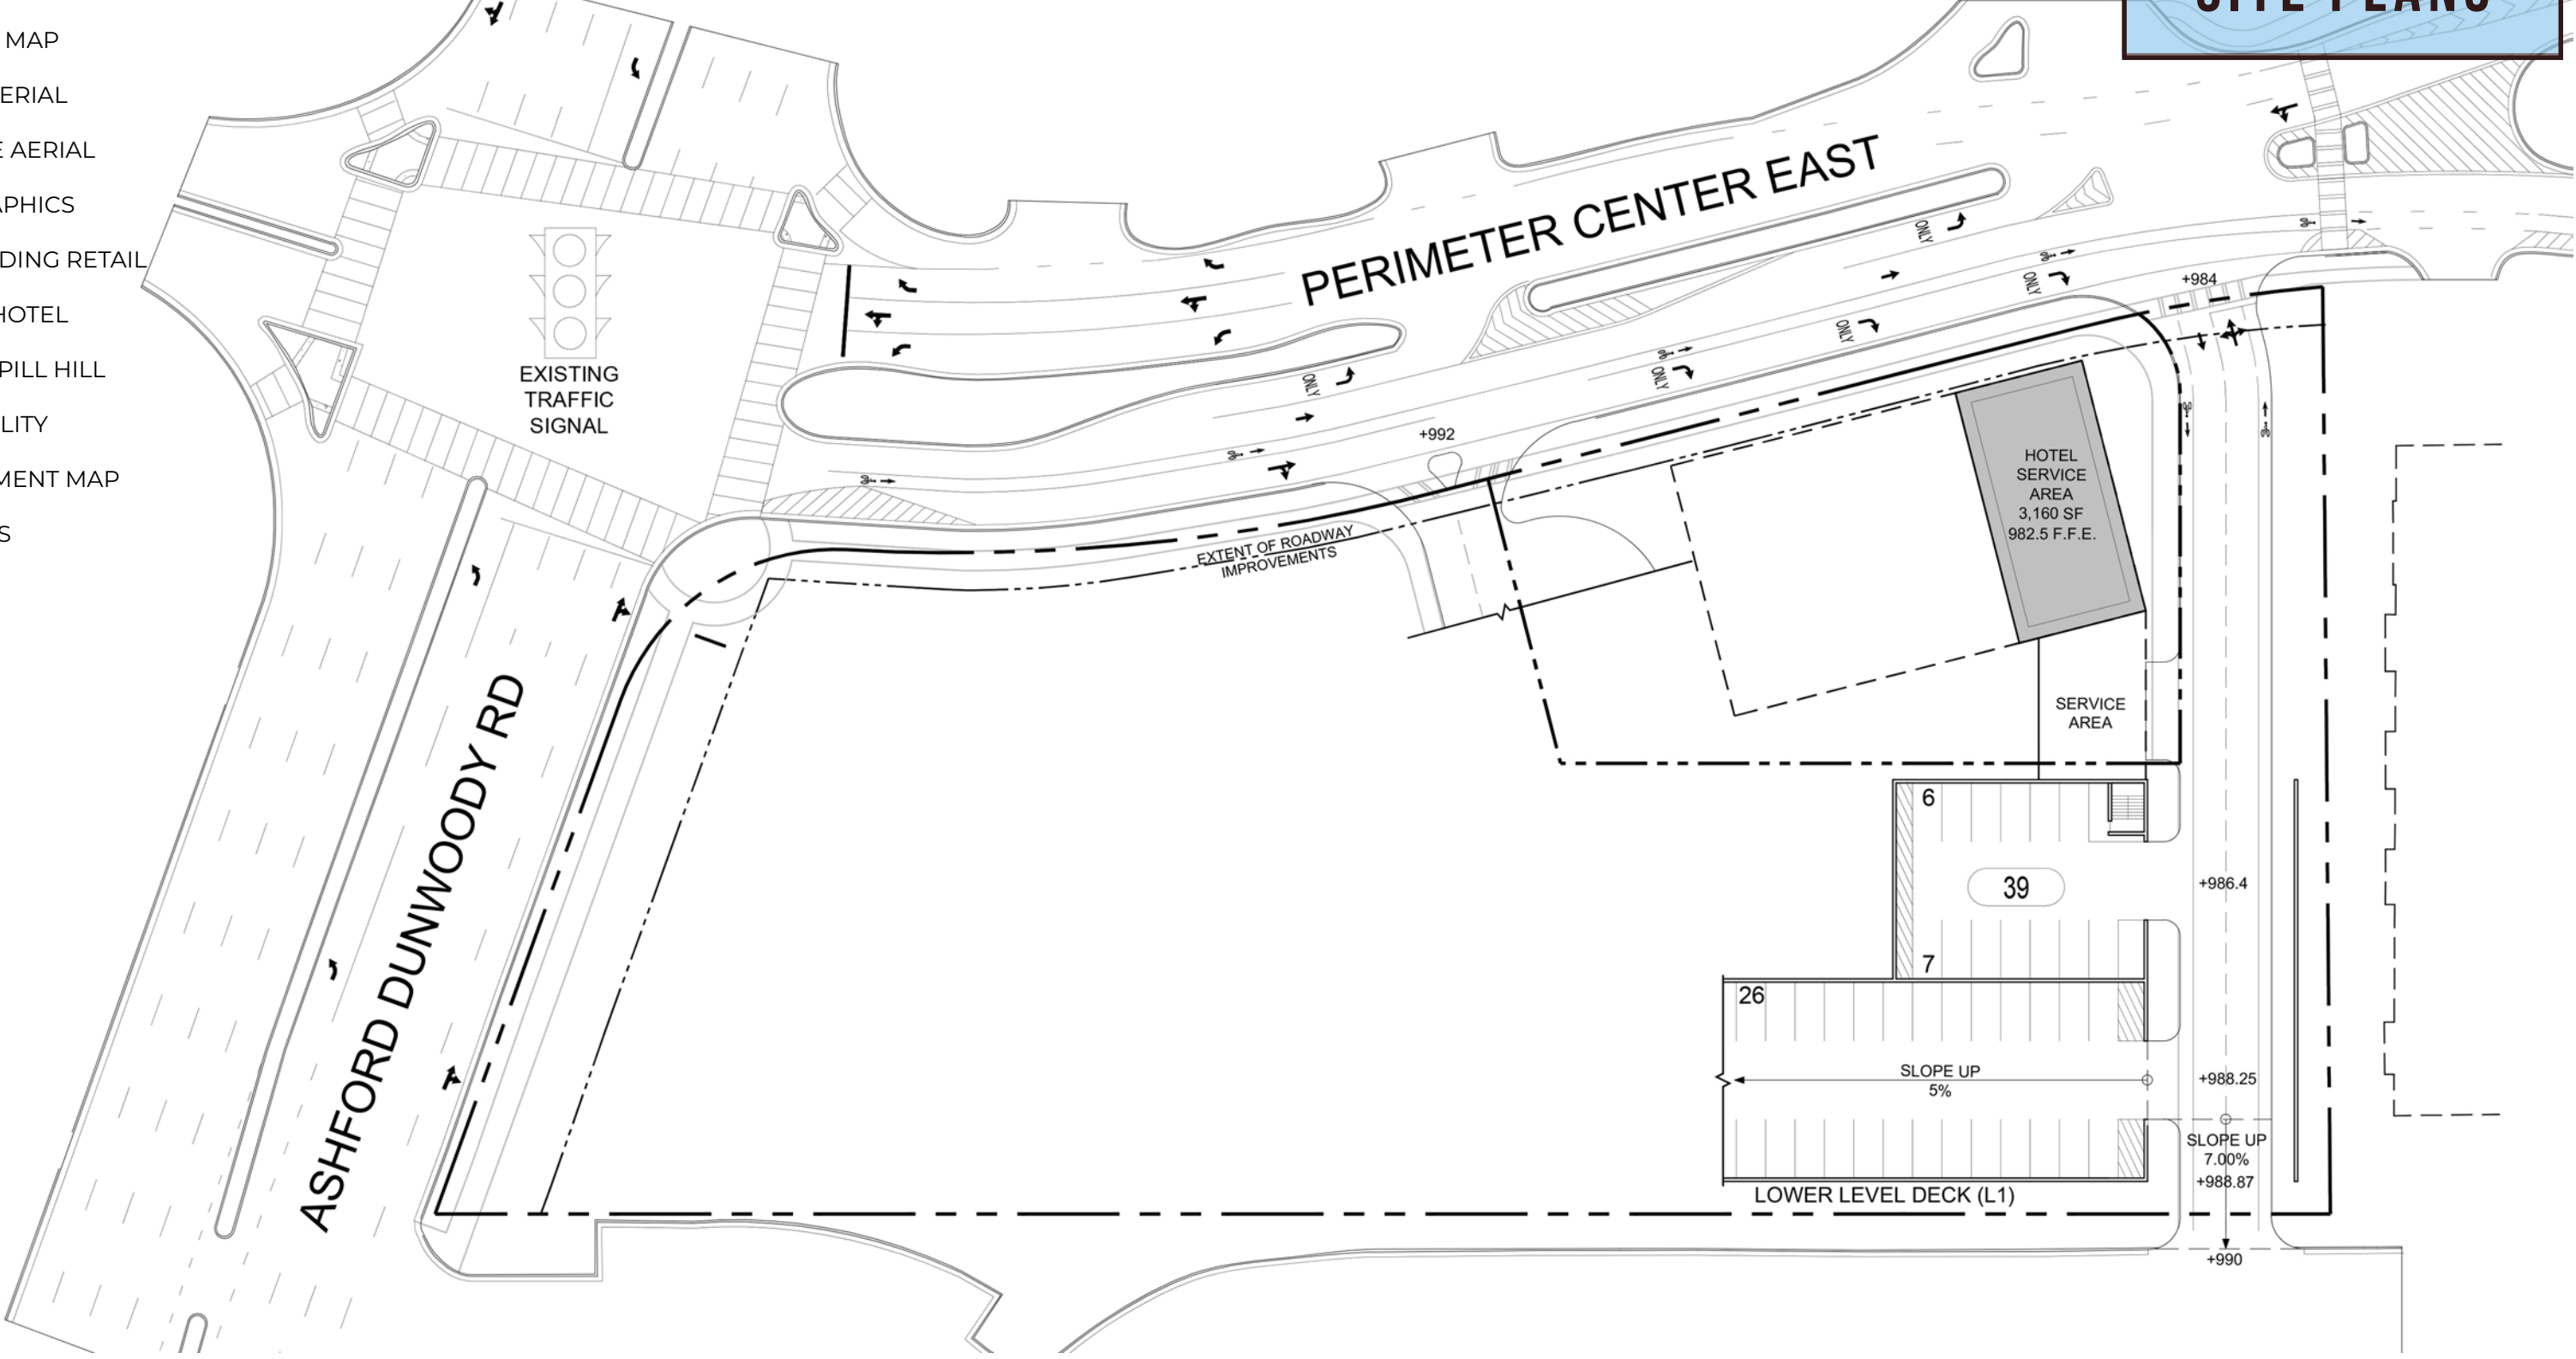 SITE PLANS
MAP
ERIAL
E AERIAL
APHICS
DING RETAIL
HOTEL
PILL HILL
LITY
MENT MAP
S
PERIMETER CENTER EAST
EXISTING
TRAFFIC
SIGNAL
ONLY
ONLY
ONLY
ONLY
ONLY
+984
+992
EXTENT OF ROADWAY
IMPROVEMENTS
HOTEL
SERVICE
AREA
3,160 SF
982.5 F.F.E.
SERVICE
AREA
ASHFORD DUNWOODY RD
6
39
7
26
+986.4
SLOPE UP
5%
+988.25
SLOPE UP
7.00%
+988.87
LOWER LEVEL DECK (L1)
+990